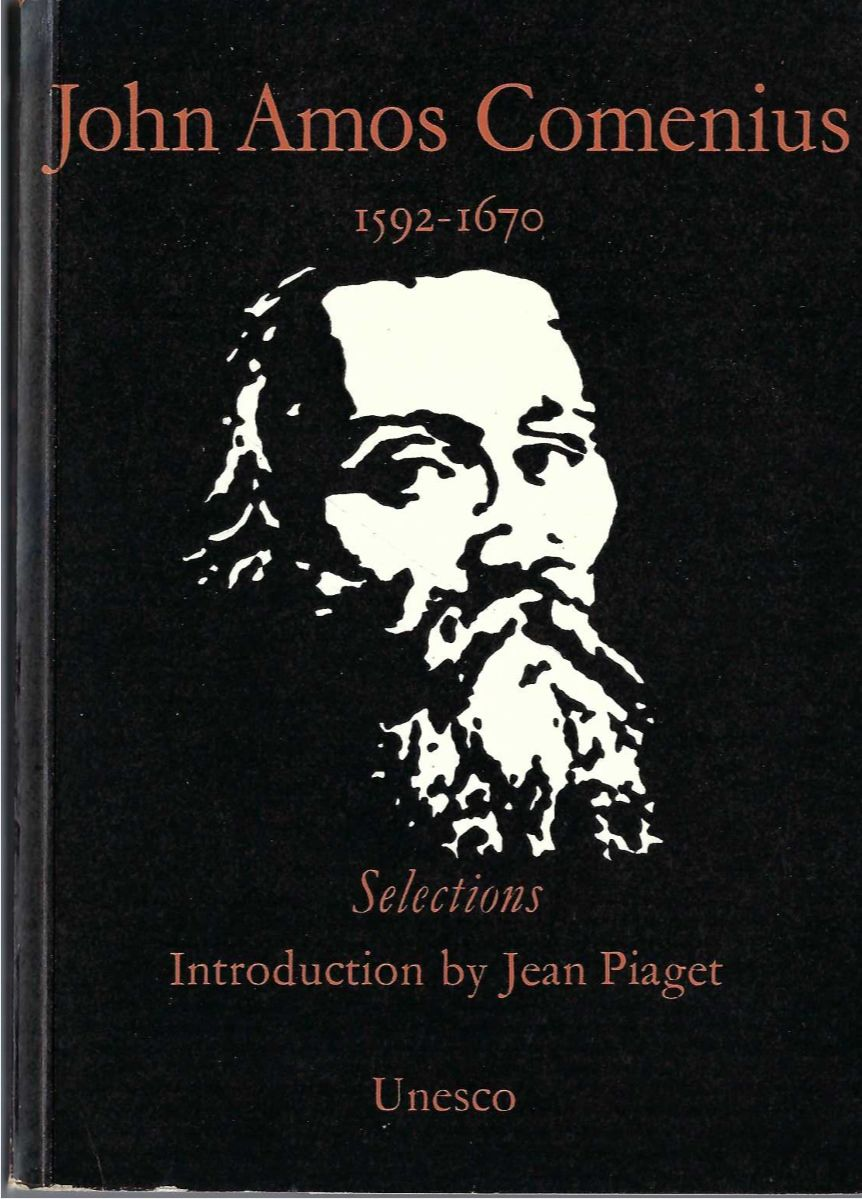 John Amos Comenius
1592-1670
Selections
Introduction by Jean Piaget
Unesco